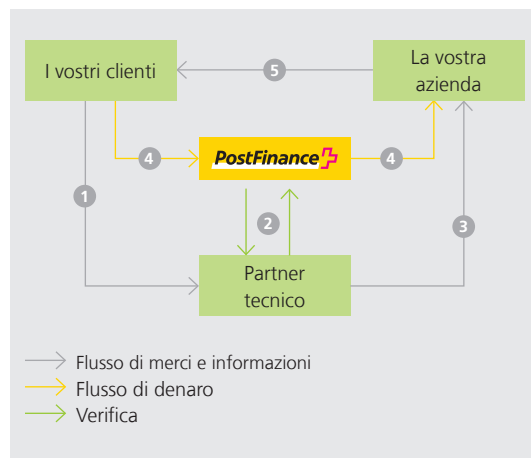 I vostri clienti
5
La vostra
azienda
4
PostFinance
4
1
2
3
Partner
tecnico
Flusso di merci e informazioni
Flusso di denaro
Verifica